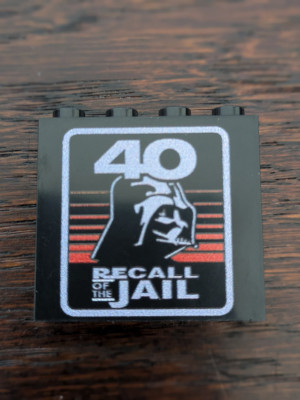 40
RECALL
OF THE JAIL